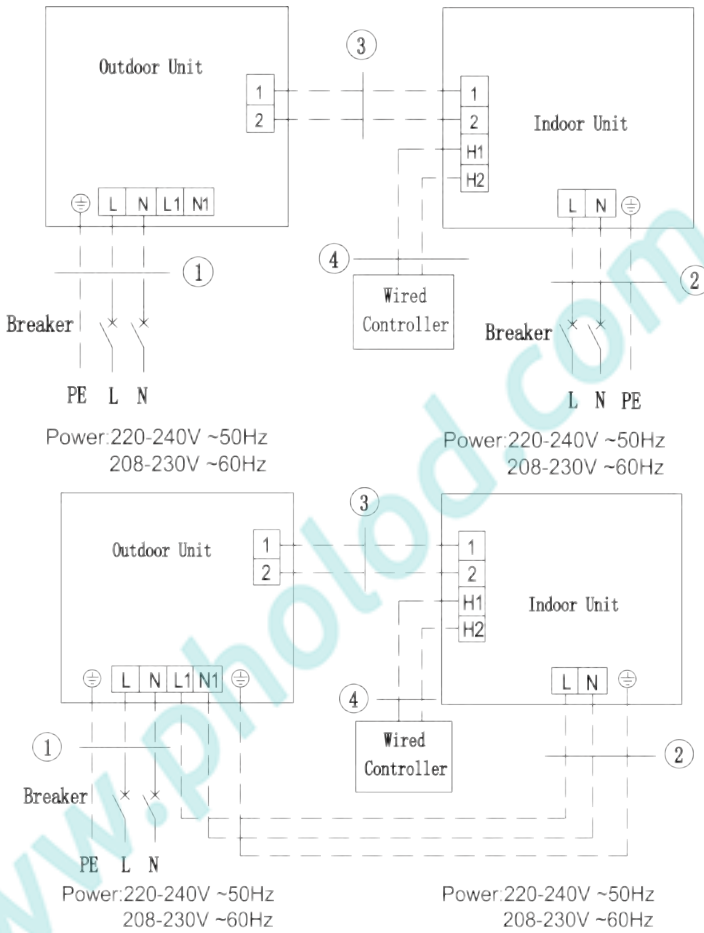 Outdoor Unit
1
2
L N L1 N1
3
1
2
H1
H2
Indoor Unit
L N
1
Breaker
PE L N
4
Wired
Controller
2
Breaker
L N PE
Power:220-240V ~50Hz
208-230V ~60Hz
Power:220-240V ~50Hz
208-230V ~60Hz
Outdoor Unit
1
2
L N L1 N1
3
1
2
H1
H2
Indoor Unit
L N
1
Breaker
PE L N
4
Wired
Controller
2
Power:220-240V ~50Hz
208-230V ~60Hz
Power:220-240V ~50Hz
208-230V ~60Hz
www.pholod.com